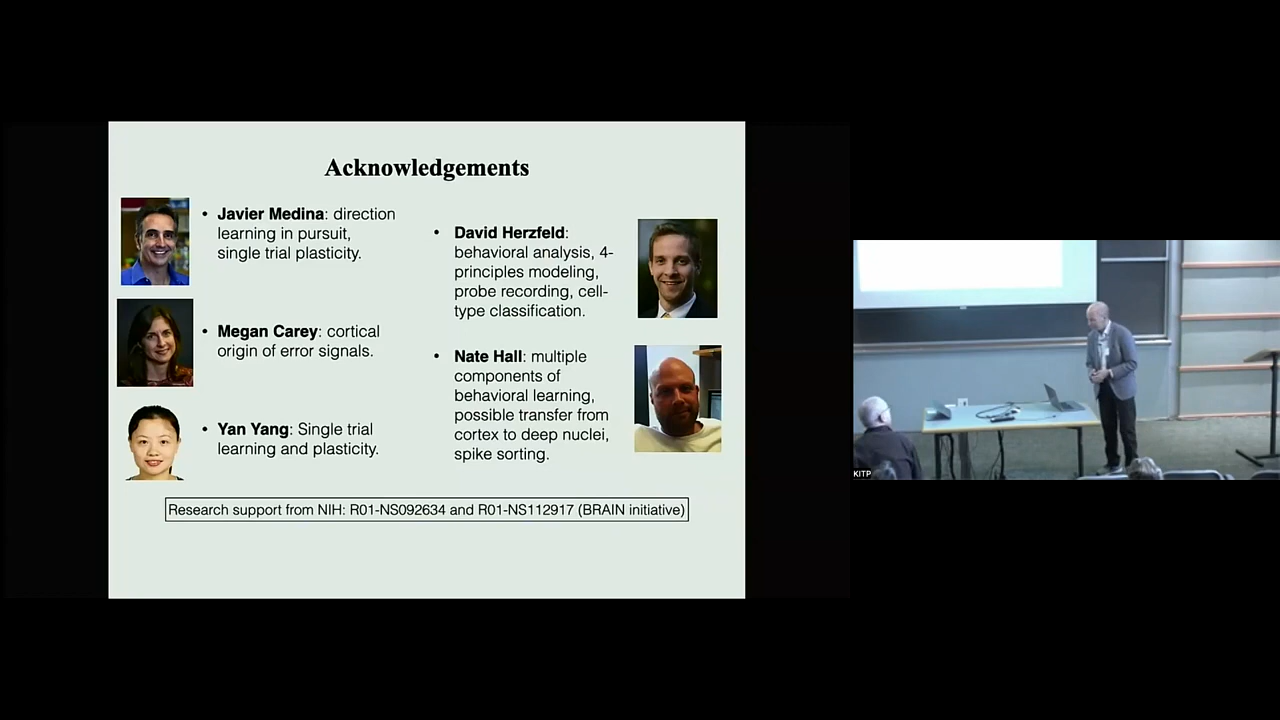 Acknowledgements
• Javier Medina: direction
learning in pursuit,
single trial plasticity.
• Megan Carey: cortical
origin of error signals.
• Yan Yang: Single trial
learning and plasticity.
• David Herzfeld:
behavioral analysis, 4-
principles modeling,
probe recording, cell-
type classification.
• Nate Hall: multiple
components of
behavioral learning,
possible transfer from
cortex to deep nuclei,
spike sorting.
Research support from NIH: R01-NS092634 and R01-NS112917 (BRAIN initiative)
KITP